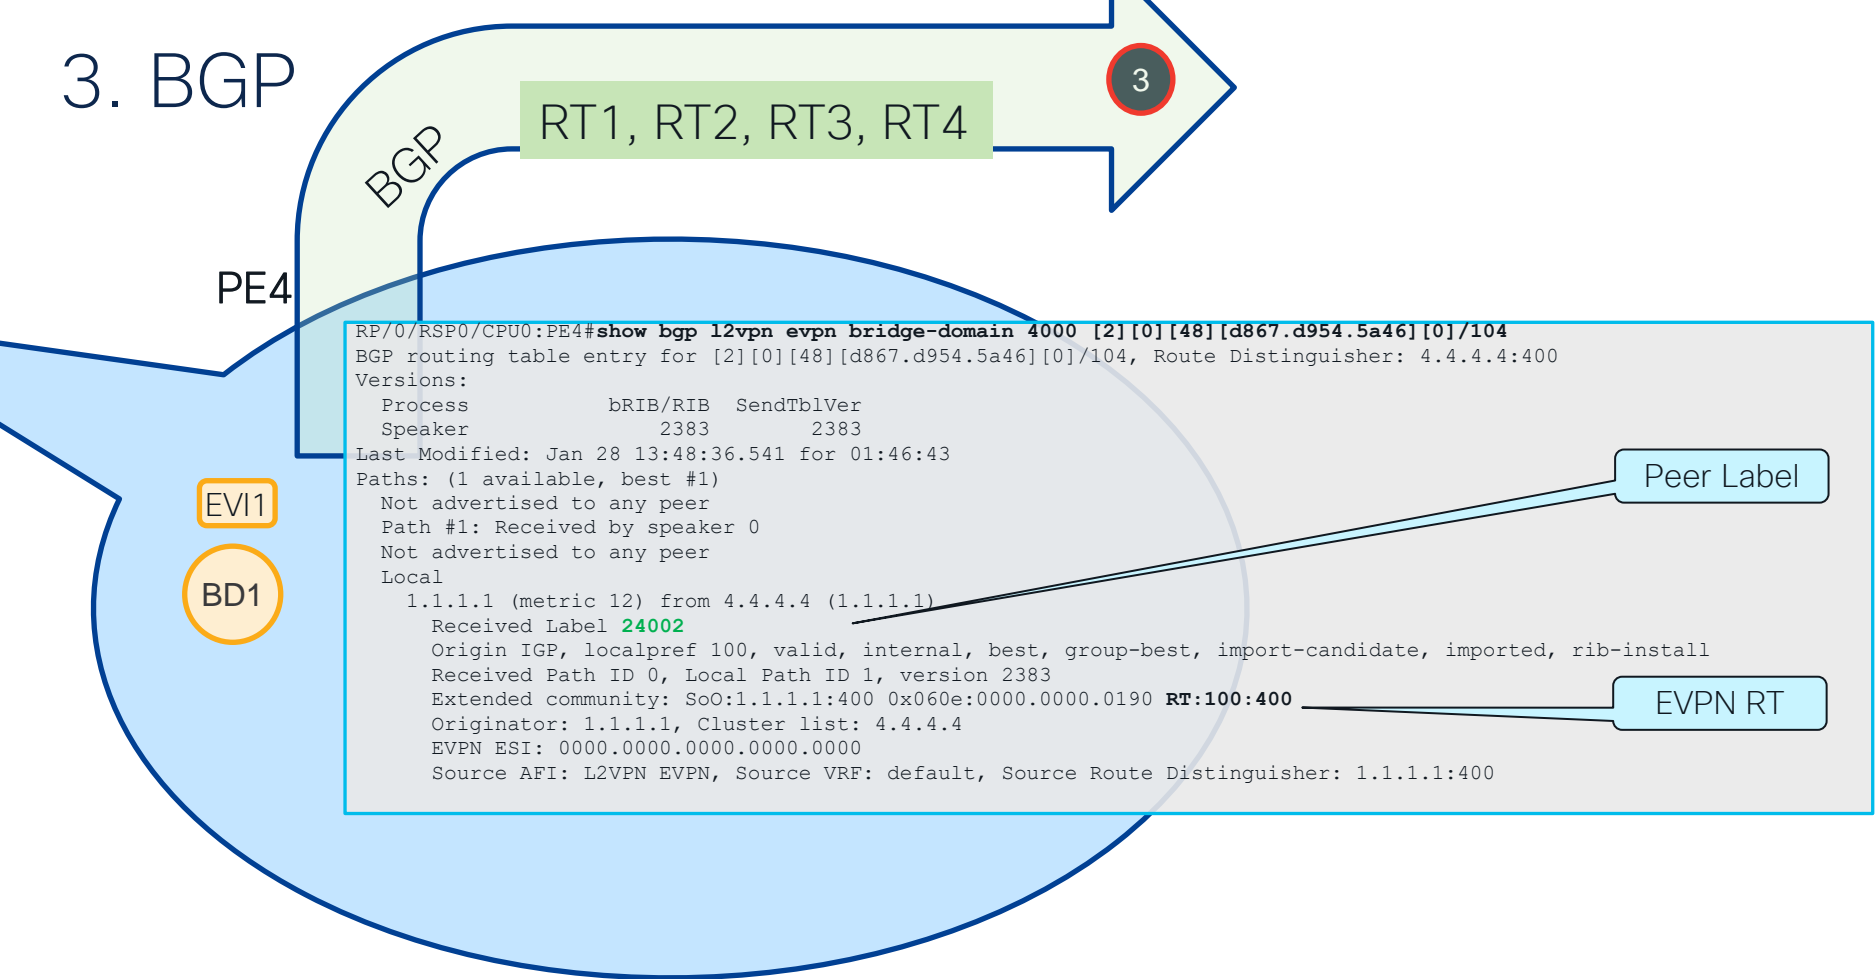 3. BGP
3
RT1, RT2, RT3, RT4
BGP
PE4
RP/0/RSP0/CPU0:PE4#show bgp l2vpn evpn bridge-domain 4000 [2][0][48][d867.d954.5a46][0]/104
BGP routing table entry for [2][0][48][d867.d954.5a46][0]/104, Route Distinguisher: 4.4.4.4:400
Versions:
  Process           bRIB/RIB  SendTblVer
  Speaker               2383        2383
Last Modified: Jan 28 13:48:36.541 for 01:46:43
Paths: (1 available, best #1)
  Not advertised to any peer
  Path #1: Received by speaker 0
  Not advertised to any peer
  Local
    1.1.1.1 (metric 12) from 4.4.4.4 (1.1.1.1)
      Received Label 24002
      Origin IGP, localpref 100, valid, internal, best, group-best, import-candidate, imported, rib-install
      Received Path ID 0, Local Path ID 1, version 2383
      Extended community: SoO:1.1.1.1:400 0x060e:0000.0000.0190 RT:100:400
      Originator: 1.1.1.1, Cluster list: 4.4.4.4
      EVPN ESI: 0000.0000.0000.0000.0000
      Source AFI: L2VPN EVPN, Source VRF: default, Source Route Distinguisher: 1.1.1.1:400
Peer Label
EVPN RT
EVI1
BD1